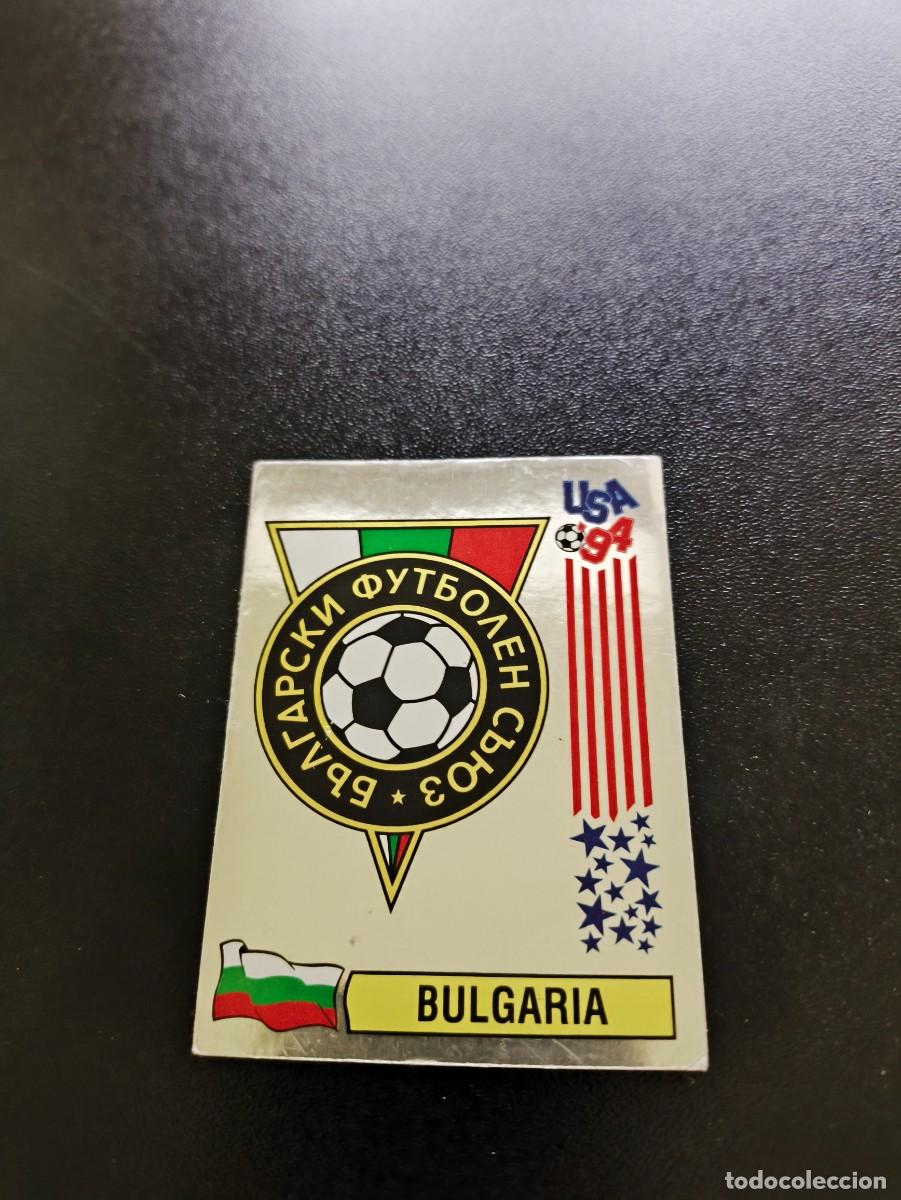 USA
'94
БЪЛГАРСКИ ФУТБОЛЕН СЪЮЗ
BULGARIA
todocoleccion